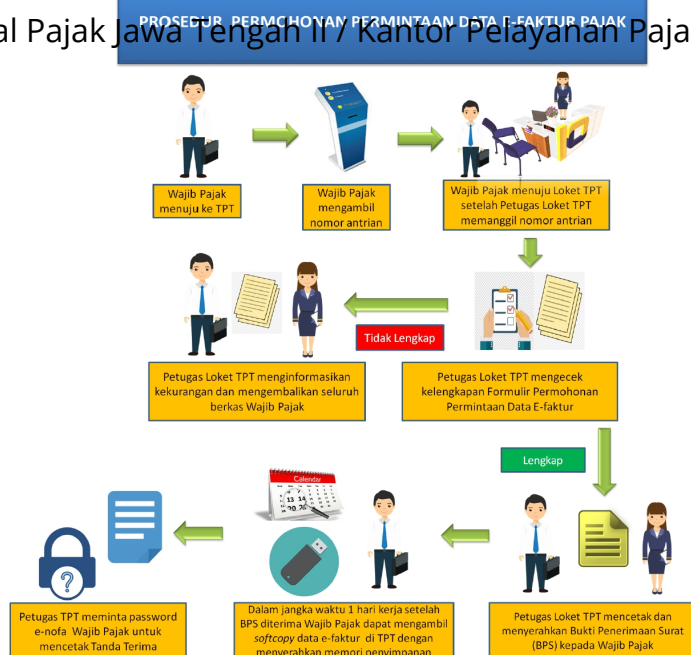 PROSEDUR PERMOHONAN PERMINTAAN DATA E-FAKTUR PAJAK
al Pajak Jawa Tengah II / Kantor Pelayanan Paja
Wajib Pajak
menuju ke TPT
Wajib Pajak
mengambil
nomor antrian
Wajib Pajak menuju Loket TPT
setelah Petugas Loket TPT
memanggil nomor antrian
Tidak Lengkap
Petugas Loket TPT menginformasikan
kekurangan dan mengembalikan seluruh
berkas Wajib Pajak
Petugas Loket TPT mengecek
kelengkapan Formulir Permohonan
Permintaan Data E-faktur
Lengkap
Calendar
13 14
Petugas TPT meminta password
e-nofa Wajib Pajak untuk
mencetak Tanda Terima
Dalam jangka waktu 1 hari kerja setelah
BPS diterima Wajib Pajak dapat mengambil
softcopy data e-faktur di TPT dengan
menyerahkan memori penyimpanan
Petugas Loket TPT mencetak dan
menyerahkan Bukti Penerimaan Surat
(BPS) kepada Wajib Pajak